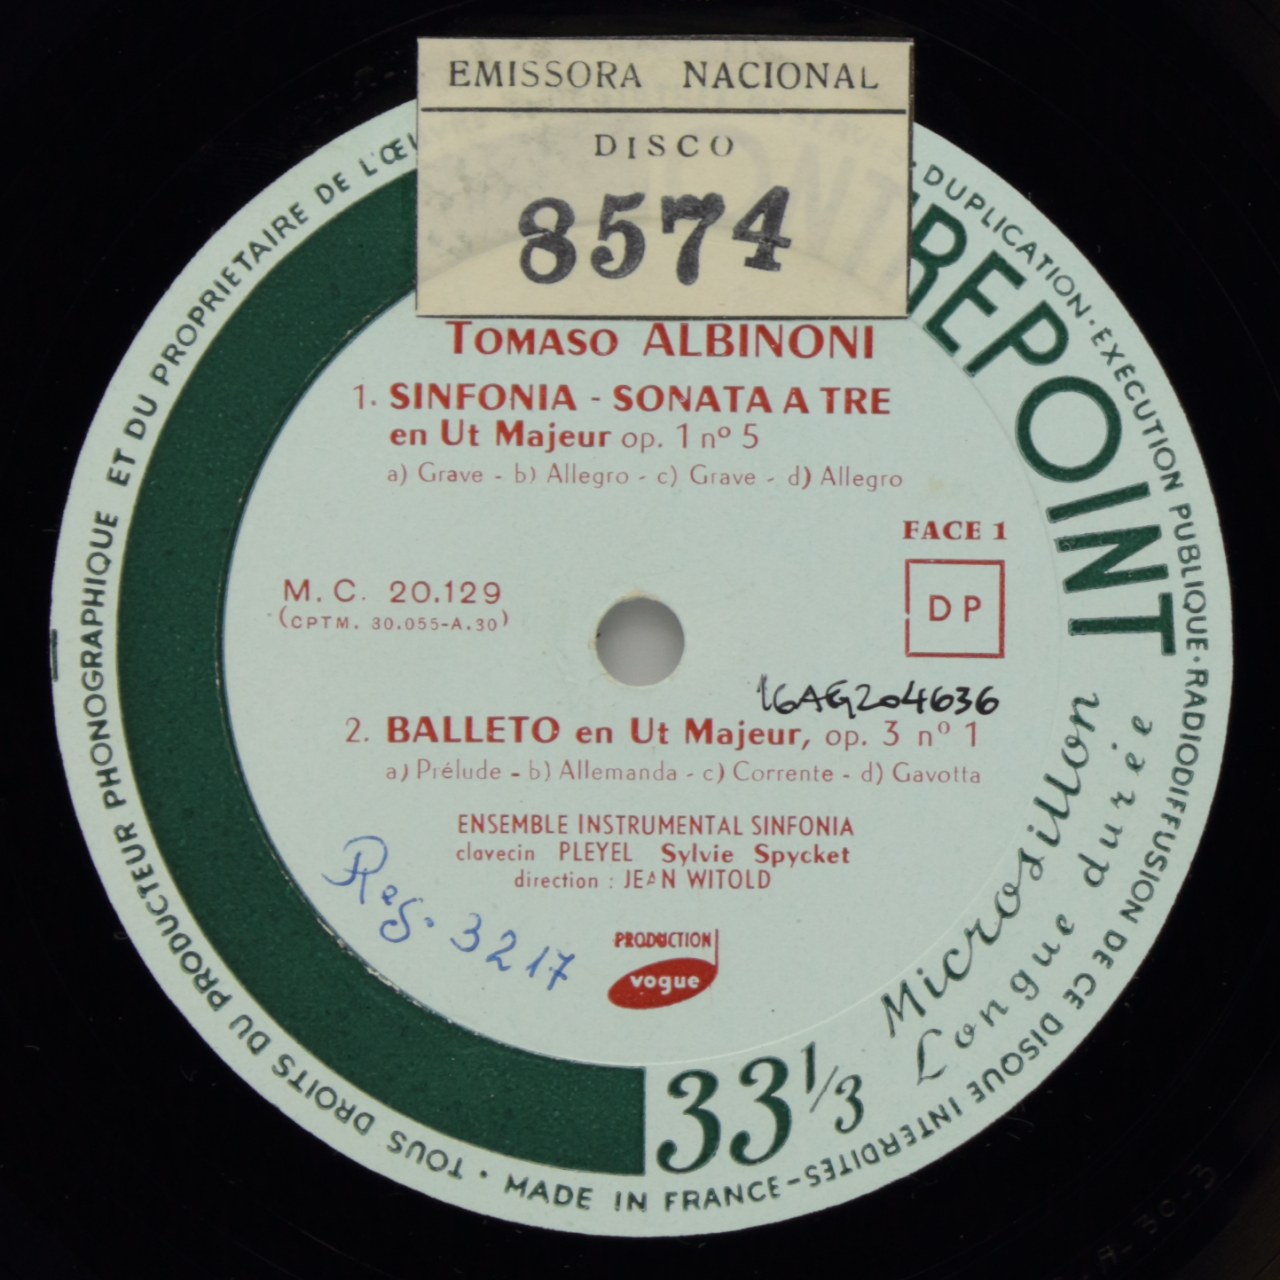 EMISSORA NACIONAL
DISCO
8574
TOMASO ALBINONI
1. SINFONIA - SONATA A TRE
en Ut Majeur op. 1 nº 5
a) Grave - b) Allegro - c) Grave - d) Allegro
FACE 1
DP
M. C. 20.129
(CPTM. 30.055-A.30)
16AG204636
2. BALLETO en Ut Majeur, op. 3 nº 1
a) Prélude - b) Allemanda - c) Corrente - d) Gavotta
ENSEMBLE INSTRUMENTAL SINFONIA
clavecin PLEYEL Sylvie Spycket
direction : JEAN WITOLD
Reg. 3217
PRODUCTION
vogue
REPOINT
Microsillon
Longue durée
33 1/3
TOUS DROITS DU PRODUCTEUR PHONOGRAPHIQUE ET DU PROPRIETAIRE DE L'ŒU
DUPLICATION · EXECUTION PUBLIQUE · RADIODIFFUSION DE CE DISQUE INTERDITES - MADE IN FRANCE ·
A-30-3